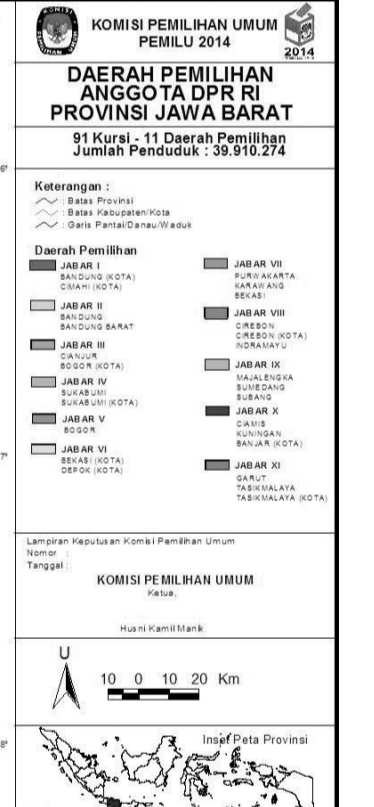 KOMISI PEMILIHAN UMUM
PEMILU 2014
2014
DAERAH PEMILIHAN
ANGGOTA DPR RI
PROVINSI JAWA BARAT
91 Kursi - 11 Daerah Pemilihan
Jumlah Penduduk : 39.910.274
6°
Keterangan :
: Batas Provinsi
: Batas Kabupaten/Kota
: Garis Pantai/Danau/Waduk
Daerah Pemilihan
JABAR I
BANDUNG (KOTA)
CIMAHI (KOTA)
JABAR II
BANDUNG
BANDUNG BARAT
JABAR III
CIANJUR
BOGOR (KOTA)
JABAR IV
SUKABUMI
SUKABUMI (KOTA)
JABAR V
BOGOR
JABAR VI
BEKASI (KOTA)
DEPOK (KOTA)
JABAR VII
PURWAKARTA
KARAWANG
BEKASI
JABAR VIII
CIREBON
CIREBON (KOTA)
INDRAMAYU
JABAR IX
MAJALENGKA
SUMEDANG
SUBANG
JABAR X
CIAMIS
KUNINGAN
BANJAR (KOTA)
JABAR XI
GARUT
TASIKMALAYA
TASIKMALAYA (KOTA)
7°
Lampiran Keputusan Komisi Pemilihan Umum
Nomor :
Tanggal :
KOMISI PEMILIHAN UMUM
Ketua,
Husni Kamil Manik
U
10 0 10 20 Km
8°
Inset Peta Provinsi